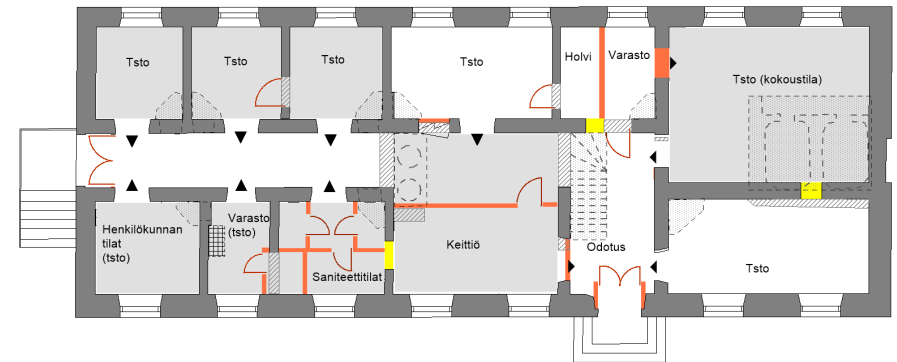 Tsto
Tsto
Tsto
Tsto
Holvi
Varasto
Tsto (kokoustila)
Henkilökunnan
tilat
(tsto)
Varasto
(tsto)
Saniteettitilat
Keittiö
Odotus
Tsto